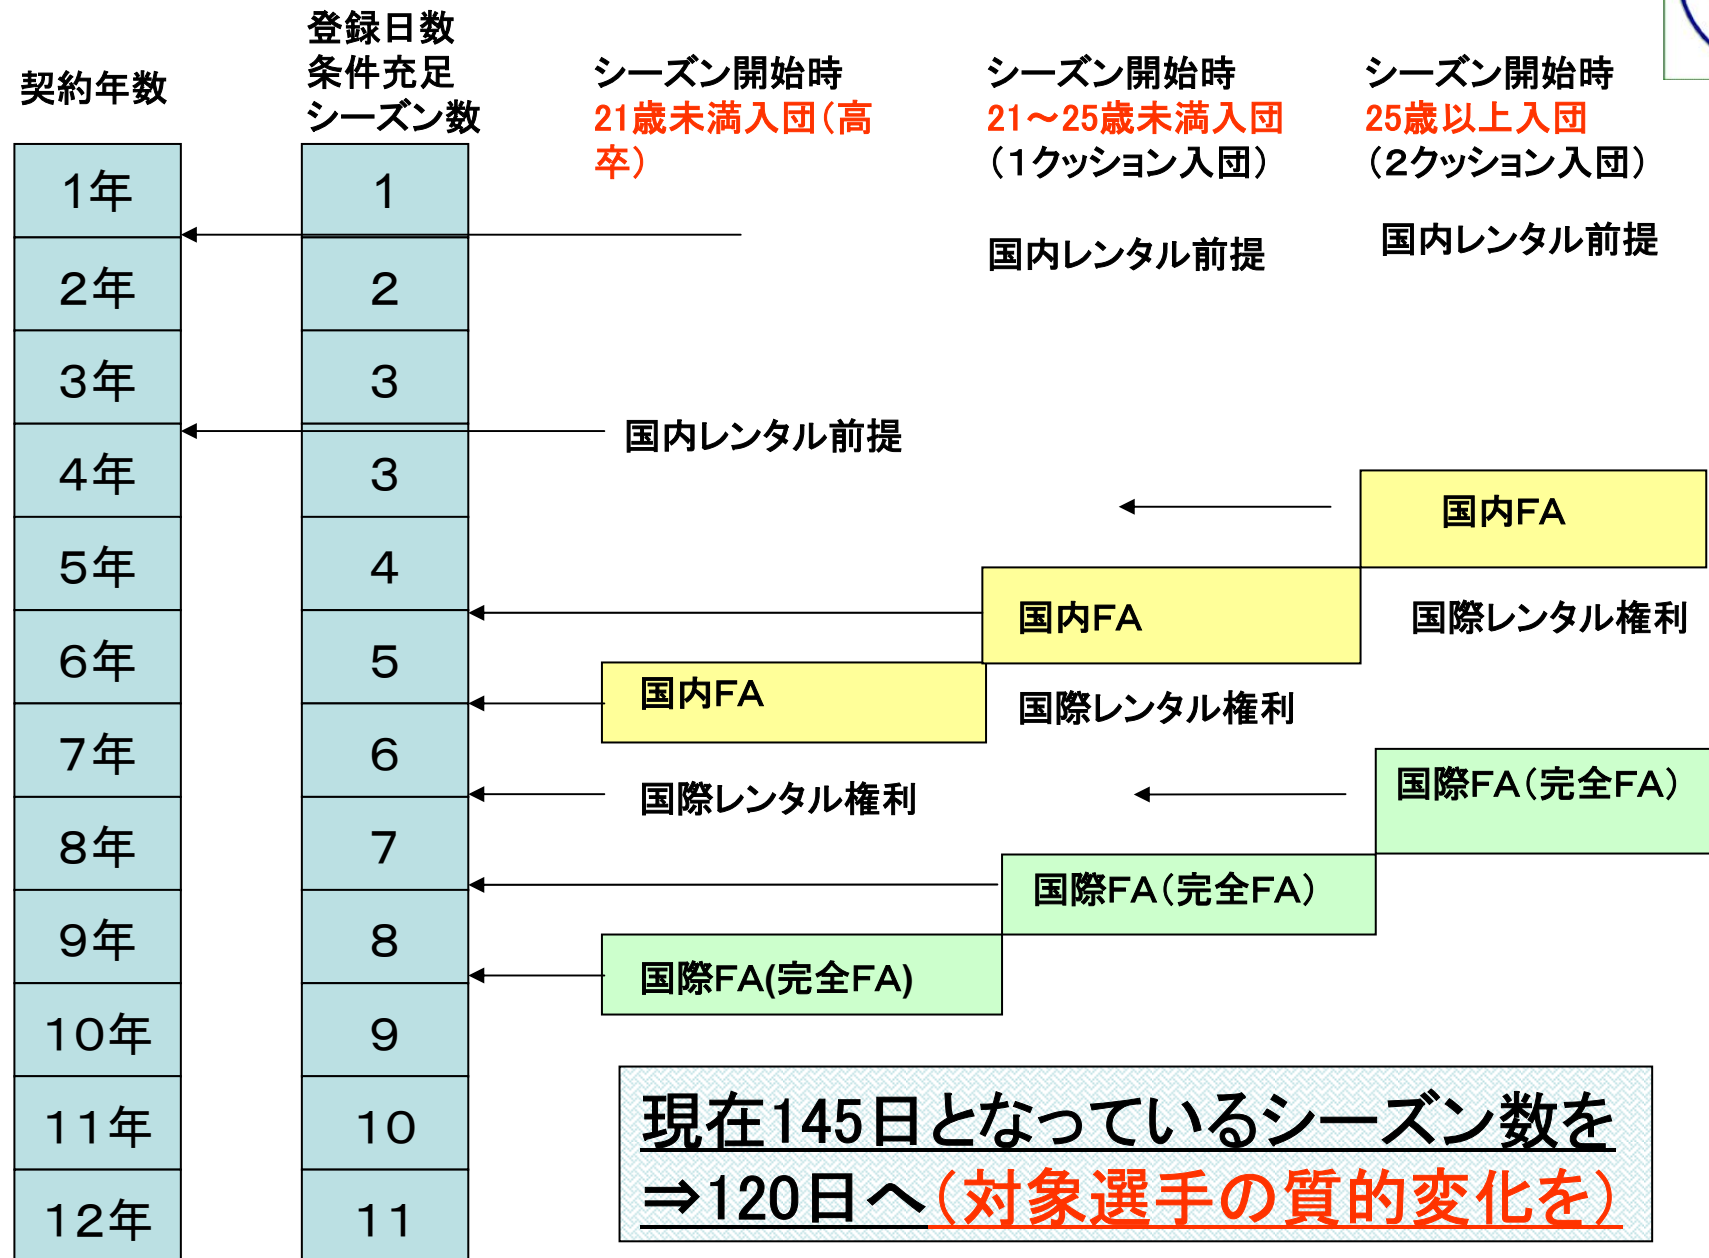 契約年数
登録日数
条件充足
シーズン数
シーズン開始時
21歳未満入団(高
卒)
シーズン開始時
21～25歳未満入団
(1クッション入団)
シーズン開始時
25歳以上入団
(2クッション入団)
1年
1
2年
2
3年
3
4年
3
5年
4
6年
5
7年
6
8年
7
9年
8
10年
9
11年
10
12年
11
国内レンタル前提
国内レンタル前提
国内レンタル前提
国内FA
国内FA
国際レンタル権利
国内FA
国際レンタル権利
国際レンタル権利
国際FA(完全FA)
国際FA(完全FA)
国際FA(完全FA)
現在145日となっているシーズン数を
⇒120日へ(対象選手の質的変化を)